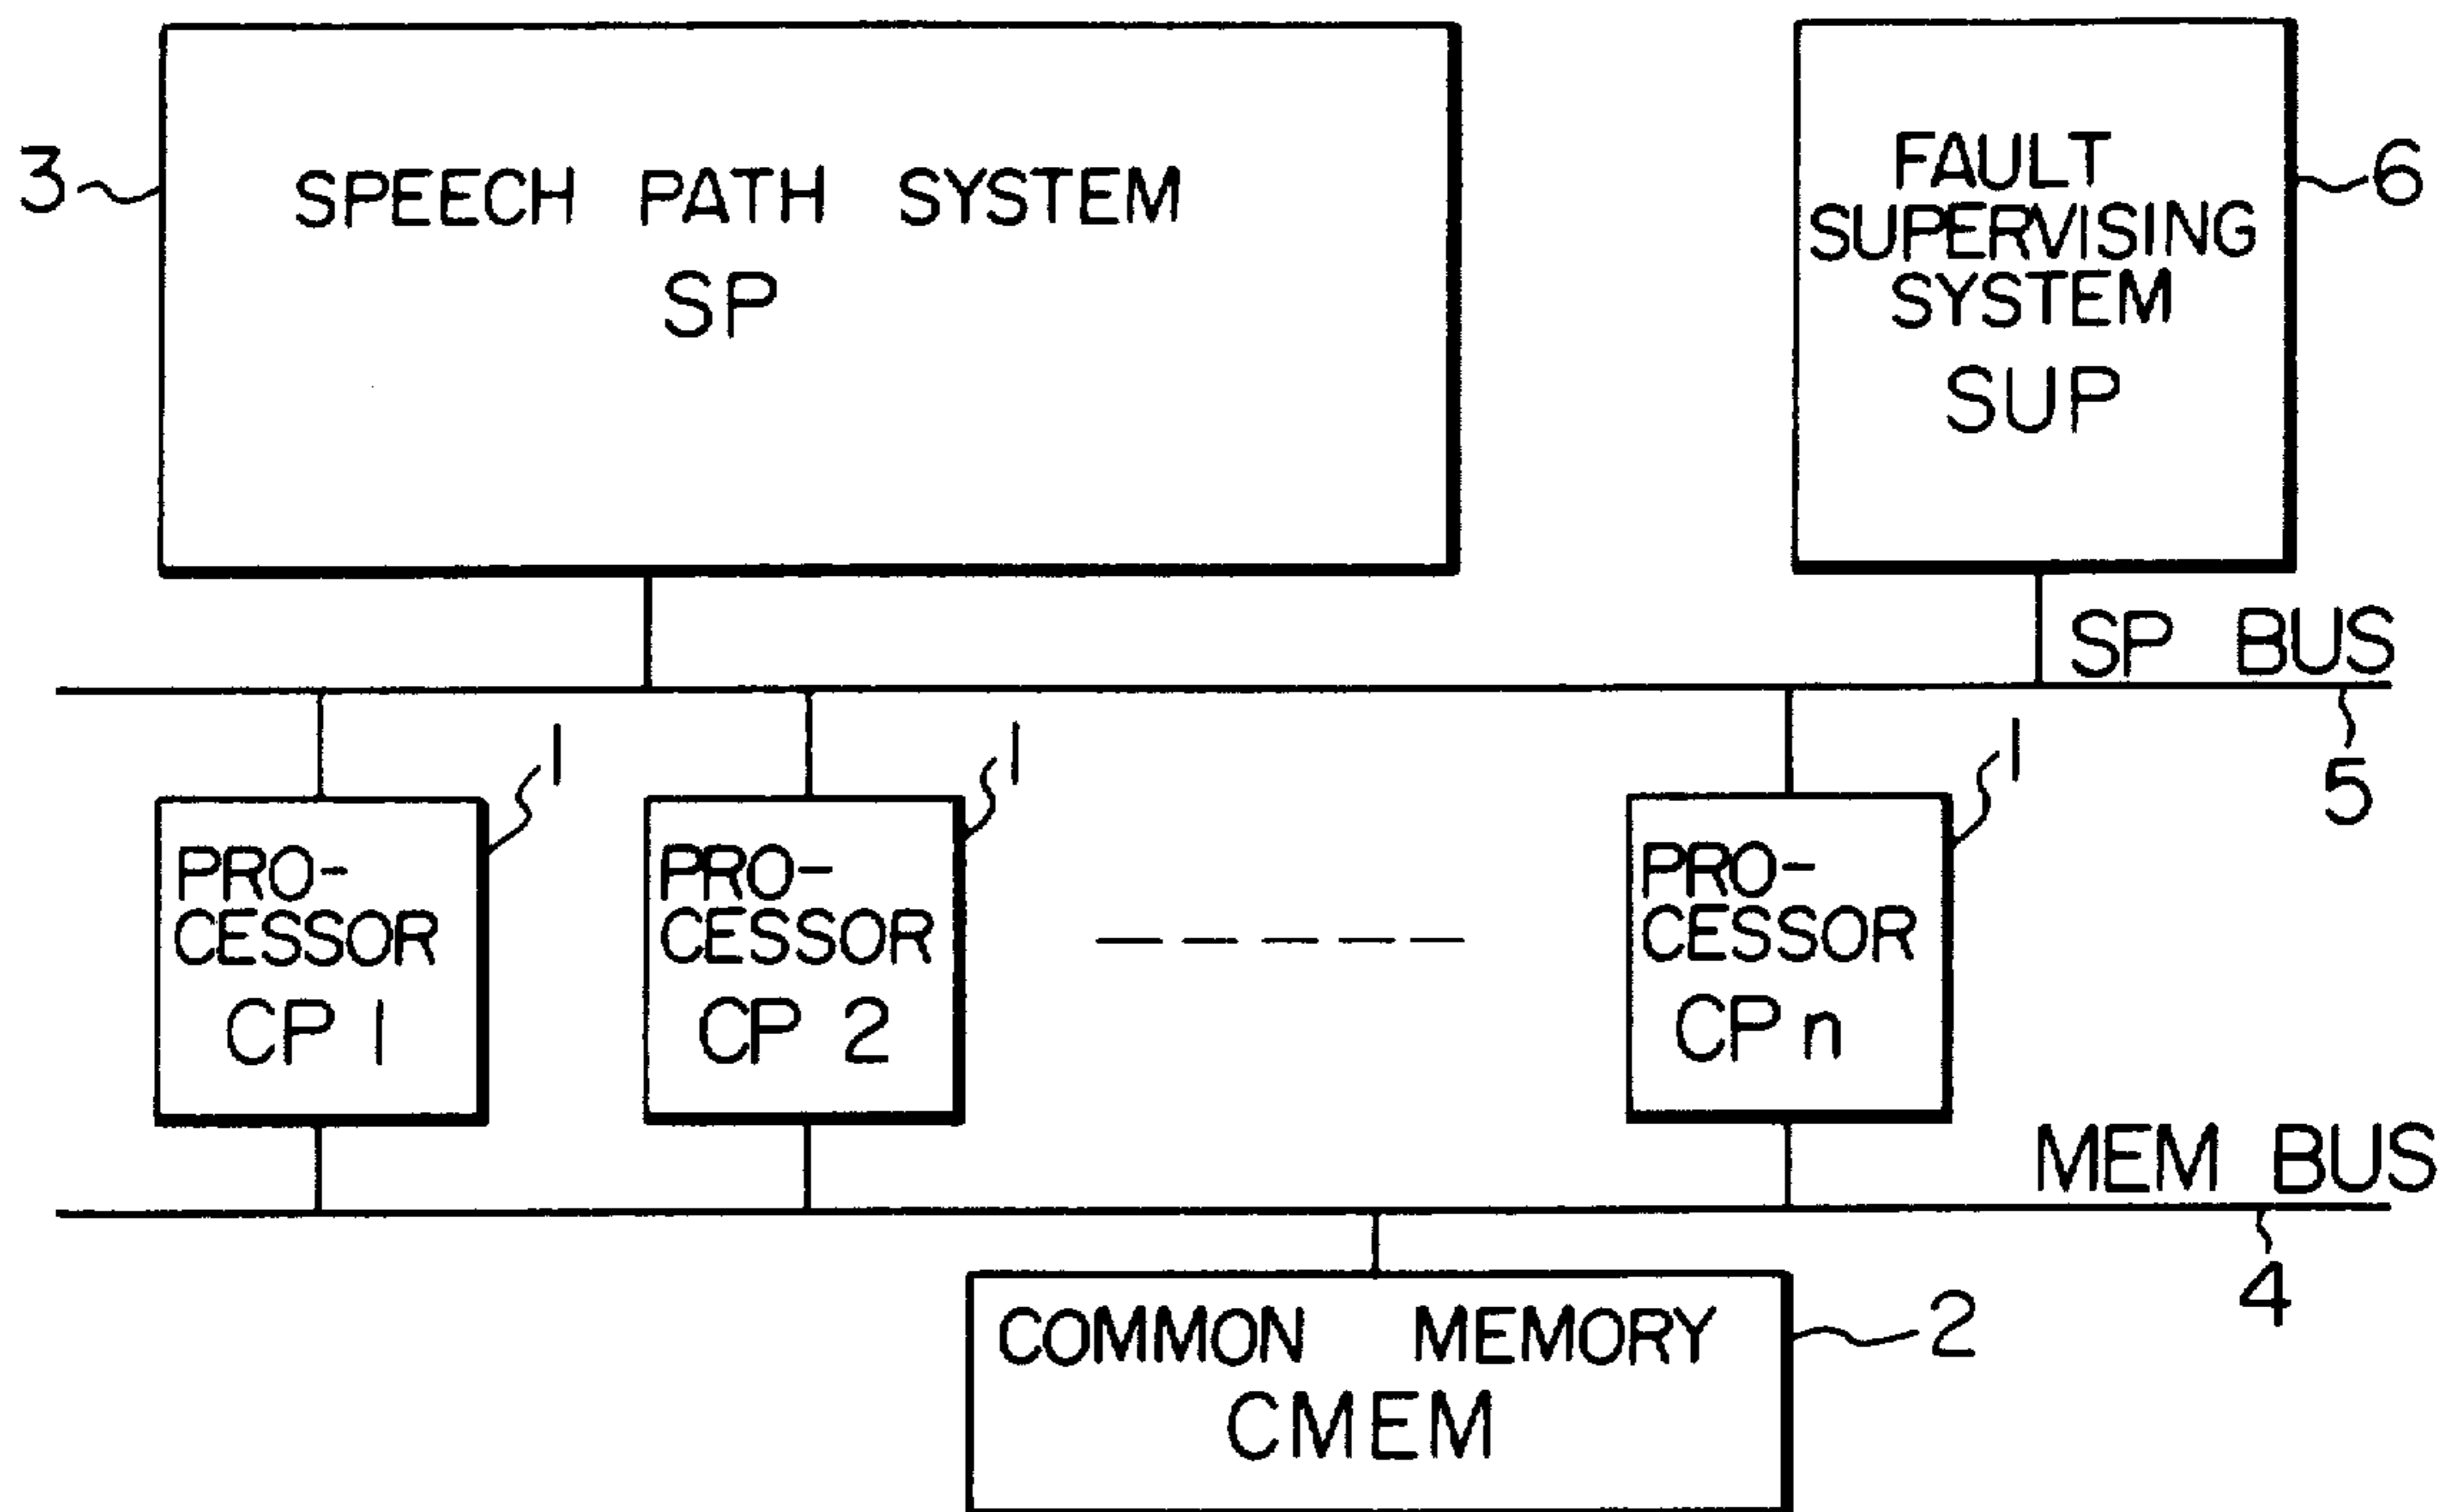 3
SPEECH PATH SYSTEM
SP
FAULT
SUPERVISING
SYSTEM
SUP
6
SP BUS
5
1
PRO-
CESSOR
CP 1
1
PRO-
CESSOR
CP 2
1
PRO-
CESSOR
CP n
MEM BUS
4
COMMON MEMORY
CMEM
2